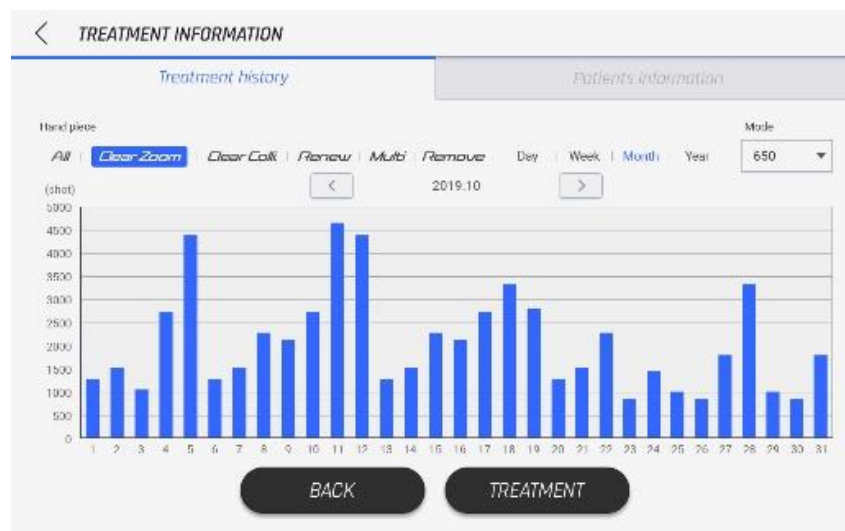 TREATMENT INFORMATION
Treatment history Patients information
Hand piece Mode
All Clear Zoom Clear Colli Renew Multi Remove Day Week Month Year 650
(shot) 2019.10
5000
4500
4000
3500
3000
2500
2000
1500
1000
500
0
1 2 3 4 5 6 7 8 9 10 11 12 13 14 15 16 17 18 19 20 21 22 23 24 25 26 27 28 29 30 31
BACK TREATMENT